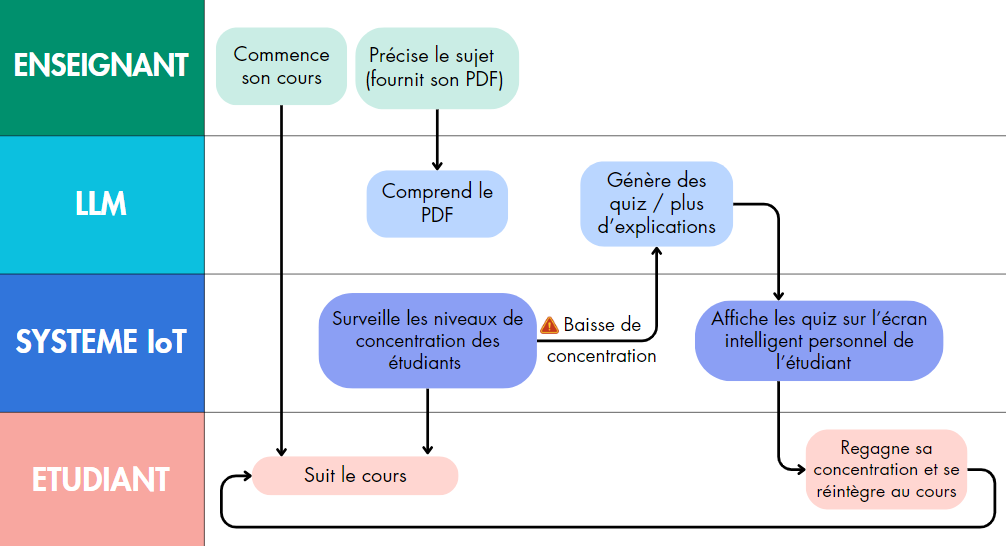 ENSEIGNANT
Commence
son cours
Précise le sujet
(fournit son PDF)
LLM
Comprend le
PDF
Génère des
quiz / plus
d'explications
SYSTEME IoT
Surveille les niveaux de
concentration des
étudiants
Baisse de
concentration
Affiche les quiz sur l'écran
intelligent personnel de
l'étudiant
ETUDIANT
Suit le cours
Regagne sa
concentration et se
réintègre au cours